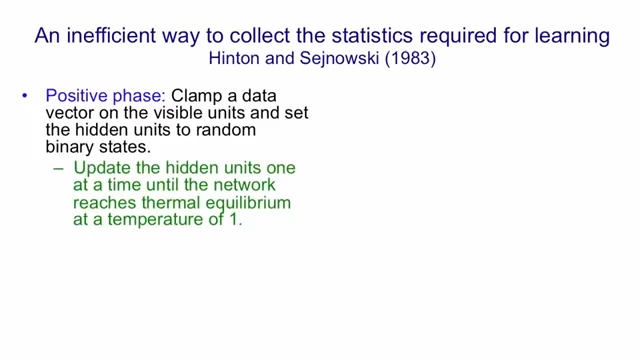 An inefficient way to collect the statistics required for learning
Hinton and Sejnowski (1983)
• Positive phase: Clamp a data
vector on the visible units and set
the hidden units to random
binary states.
– Update the hidden units one
at a time until the network
reaches thermal equilibrium
at a temperature of 1.